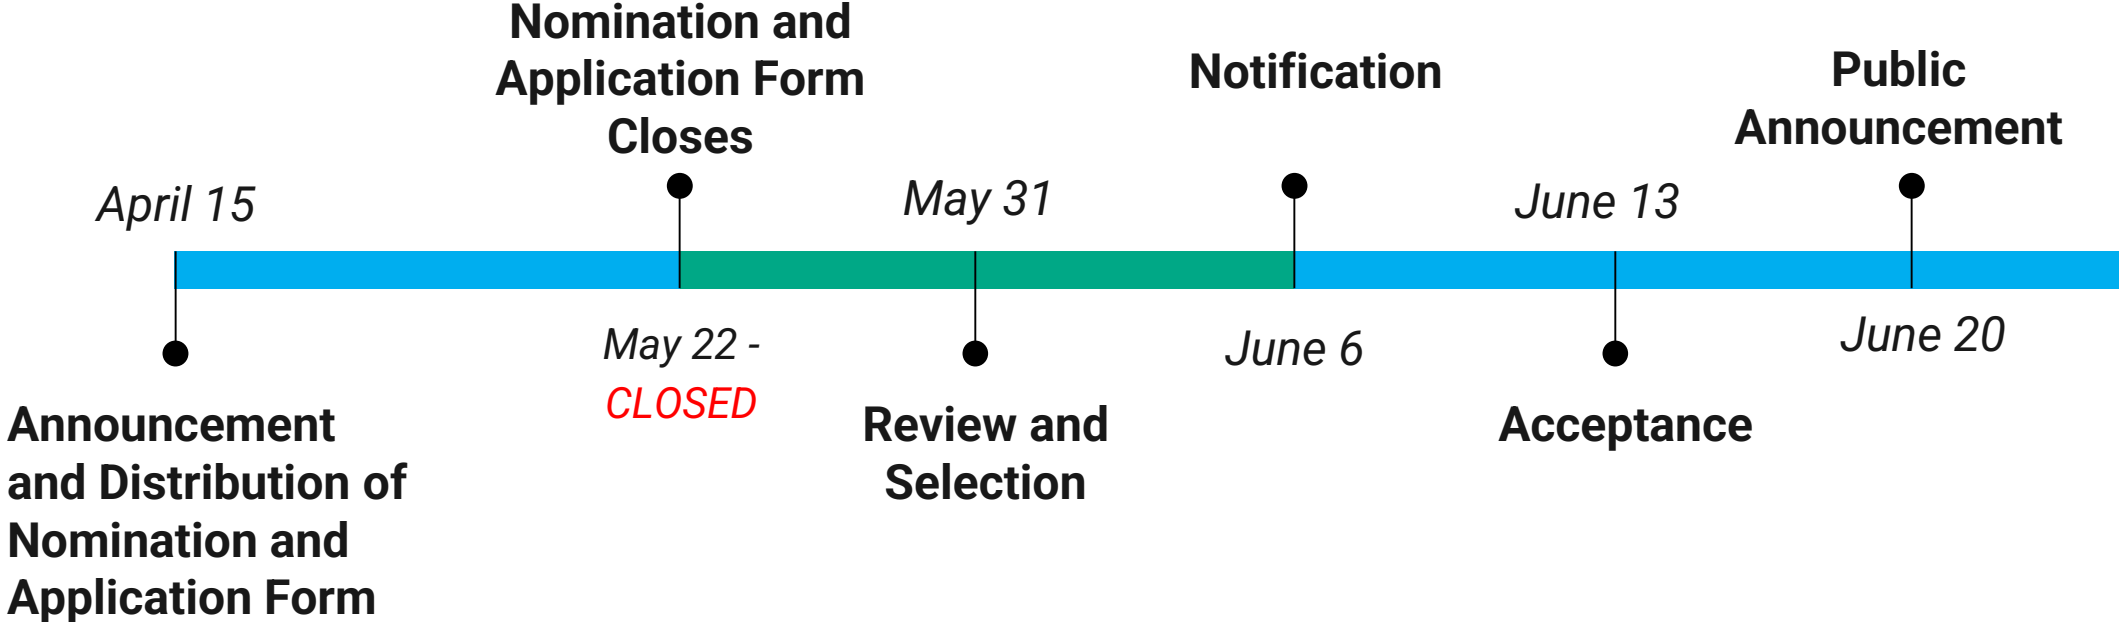 Nomination and
Application Form
Closes
Notification
Public
Announcement
April 15
May 31
June 13
May 22 -
CLOSED
June 6
June 20
Announcement
and Distribution of
Nomination and
Application Form
Review and
Selection
Acceptance